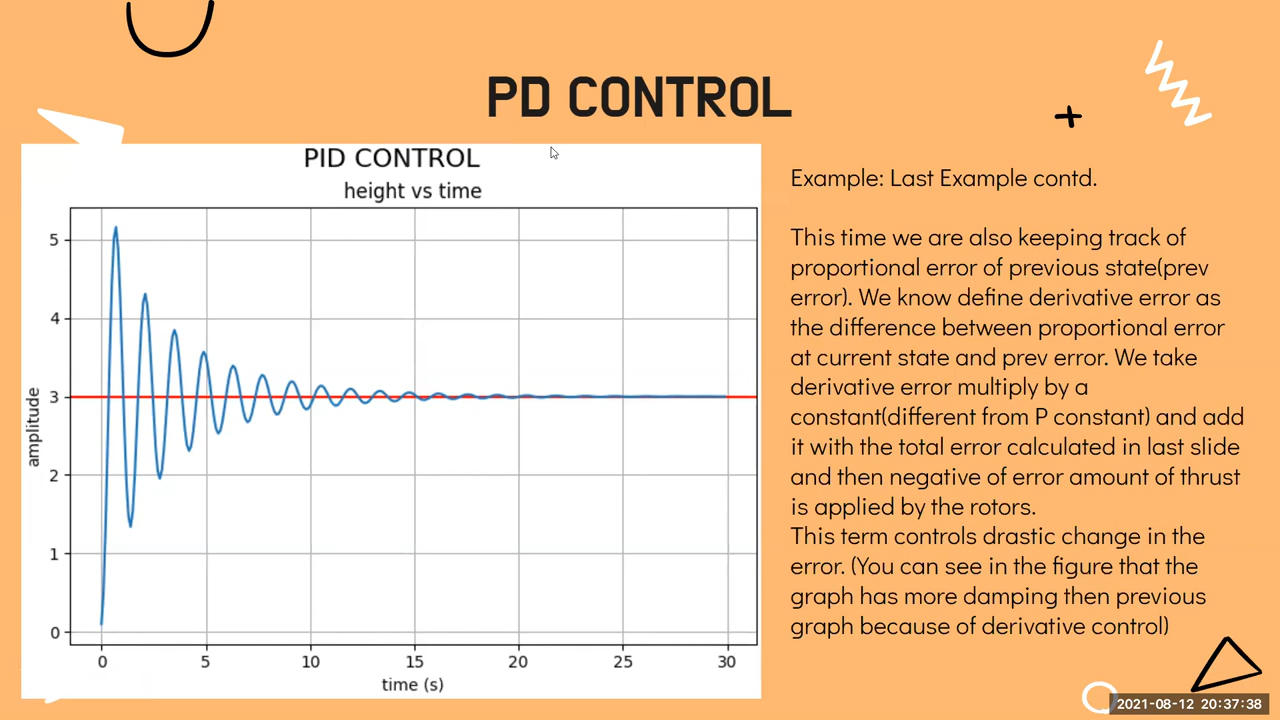 PD CONTROL
PID CONTROL
height vs time
5
4
3
2
1
0
amplitude
0 5 10 15 20 25 30
time (s)
Example: Last Example contd.
This time we are also keeping track of
proportional error of previous state(prev
error). We know define derivative error as
the difference between proportional error
at current state and prev error. We take
derivative error multiply by a
constant(different from P constant) and add
it with the total error calculated in last slide
and then negative of error amount of thrust
is applied by the rotors.
This term controls drastic change in the
error. (You can see in the figure that the
graph has more damping then previous
graph because of derivative control)
2021-08-12 20:37:38